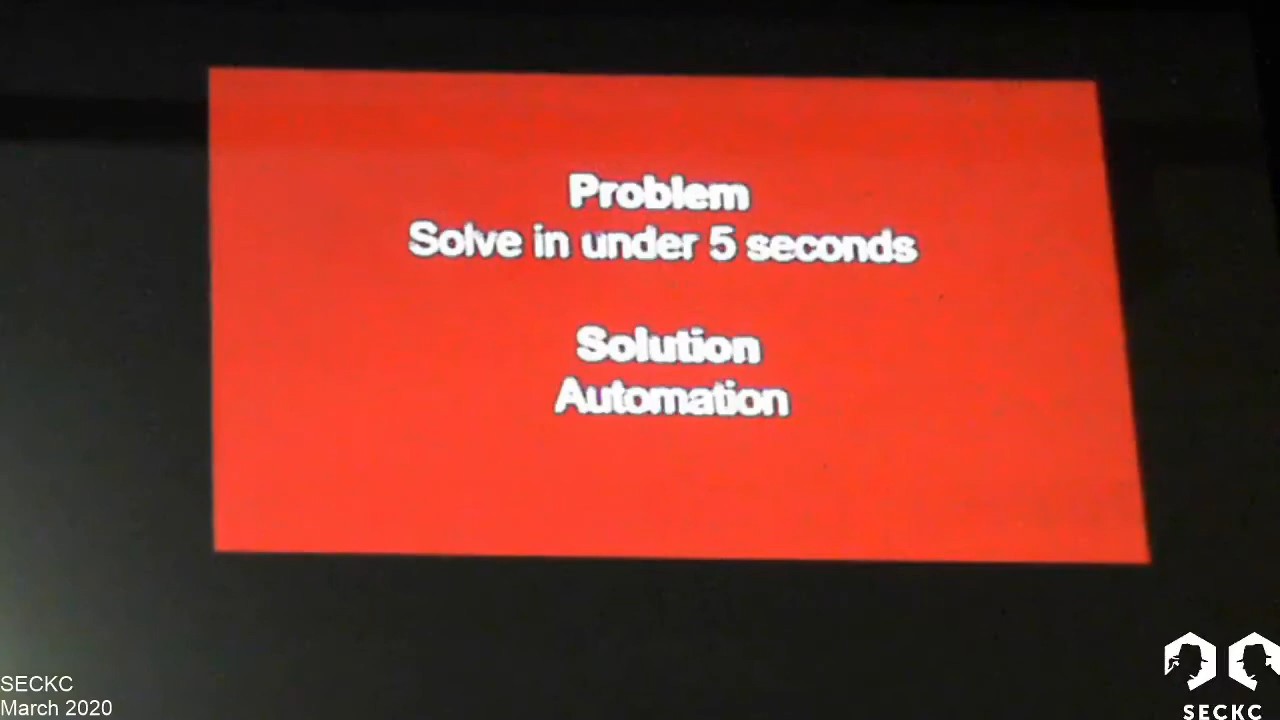 Problem
Solve in under 5 seconds
Solution
Automation
SECKC
March 2020
SECKC